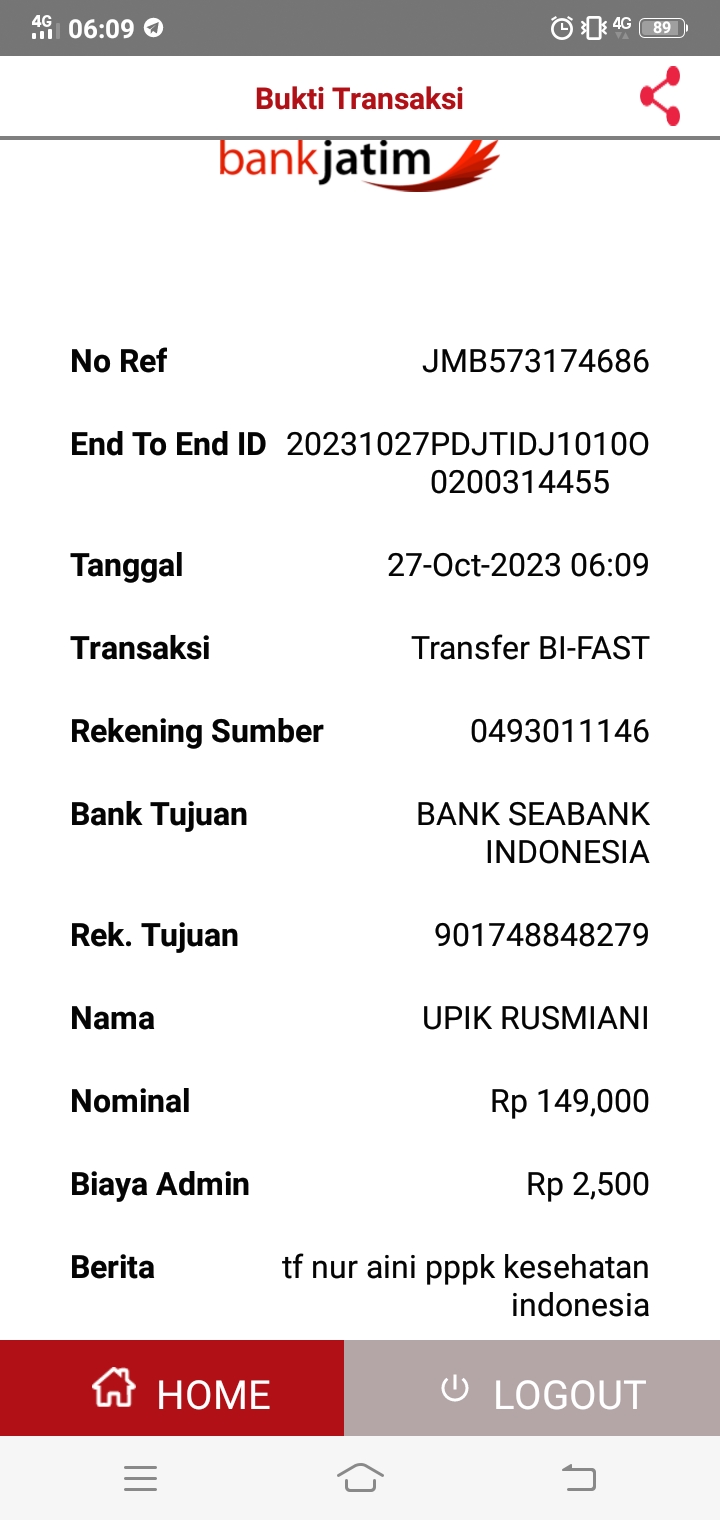 4G 06:09 4G 89
Bukti Transaksi
bankjatim
No Ref JMB573174686
End To End ID 20231027PDJTIDJ1010O
0200314455
Tanggal 27-Oct-2023 06:09
Transaksi Transfer BI-FAST
Rekening Sumber 0493011146
Bank Tujuan BANK SEABANK
INDONESIA
Rek. Tujuan 901748848279
Nama UPIK RUSMIANI
Nominal Rp 149,000
Biaya Admin Rp 2,500
Berita tf nur aini pppk kesehatan
indonesia
HOME LOGOUT